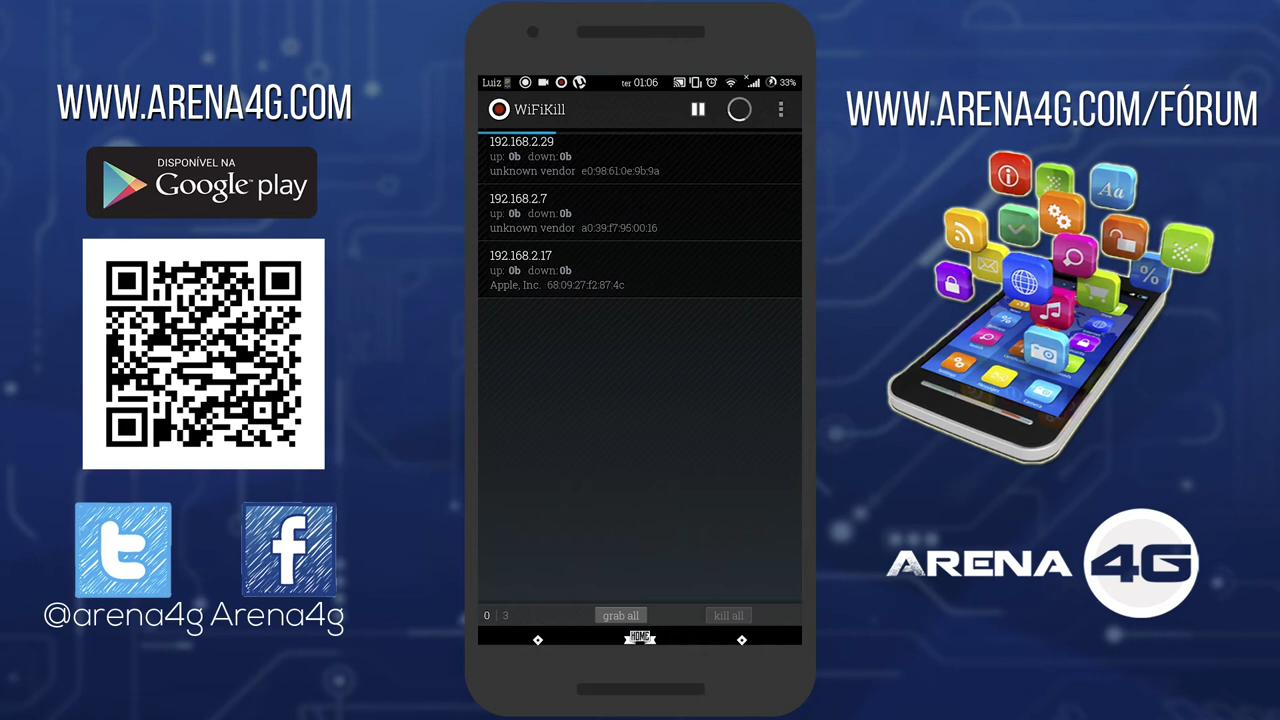 WWW.ARENA4G.COM
DISPONÍVEL NA
Google play
@arena4g
Arena4g
Luiz
ter 01:06
33%
WiFiKill
192.168.2.29
up: 0b down: 0b
unknown vendor e0:98:61:0e:9b:9a
192.168.2.7
up: 0b down: 0b
unknown vendor a0:39:f7:95:00:16
192.168.2.17
up: 0b down: 0b
Apple, Inc. 68:09:27:f2:87:4c
0 | 3
grab all
kill all
HOME
WWW.ARENA4G.COM/FÓRUM
Aa
%
ARENA 4G